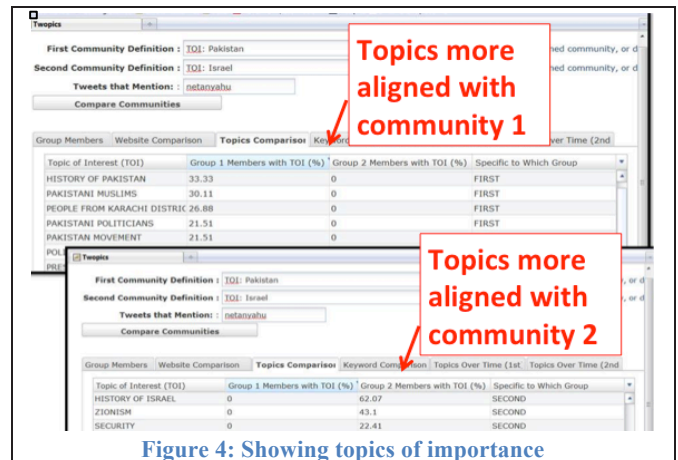 Twopics
First Community Definition : TOI: Pakistan
ned community, or d
Second Community Definition : TOI: Israel
ned community, or d
Tweets that Mention: : netanyahu
Compare Communities
Topics more
aligned with
community 1
Group Members Website Comparison Topics Comparison Keyword ver Time (2nd
Topic of Interest (TOI) Group 1 Members with TOI (%) Group 2 Members with TOI (%) Specific to Which Group
HISTORY OF PAKISTAN 33.33 0 FIRST
PAKISTANI MUSLIMS 30.11 0 FIRST
PEOPLE FROM KARACHI DISTRIC 26.88 0 FIRST
PAKISTANI POLITICIANS 21.51 0 FIRST
PAKISTAN MOVEMENT 21.51 0 FIRST
POL
PRE
Twopics
First Community Definition : TOI: Pakistan
, or d
Second Community Definition : TOI: Israel
, or d
Tweets that Mention: : netanyahu
Compare Communities
Topics more
aligned with
community 2
Group Members Website Comparison Topics Comparison Keyword Comparison Topics Over Time (1st Topics Over Time (2nd
Topic of Interest (TOI) Group 1 Members with TOI (%) Group 2 Members with TOI (%) Specific to Which Group
HISTORY OF ISRAEL 0 62.07 SECOND
ZIONISM 0 43.1 SECOND
SECURITY 0 22.41 SECOND
Figure 4: Showing topics of importance